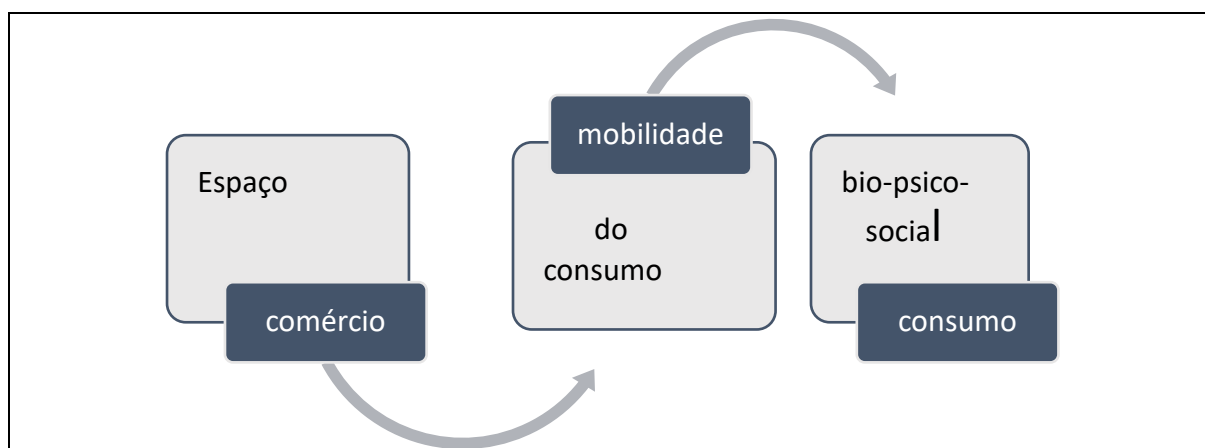 Espaço
comércio
mobilidade
do
consumo
bio-psico-
social
consumo